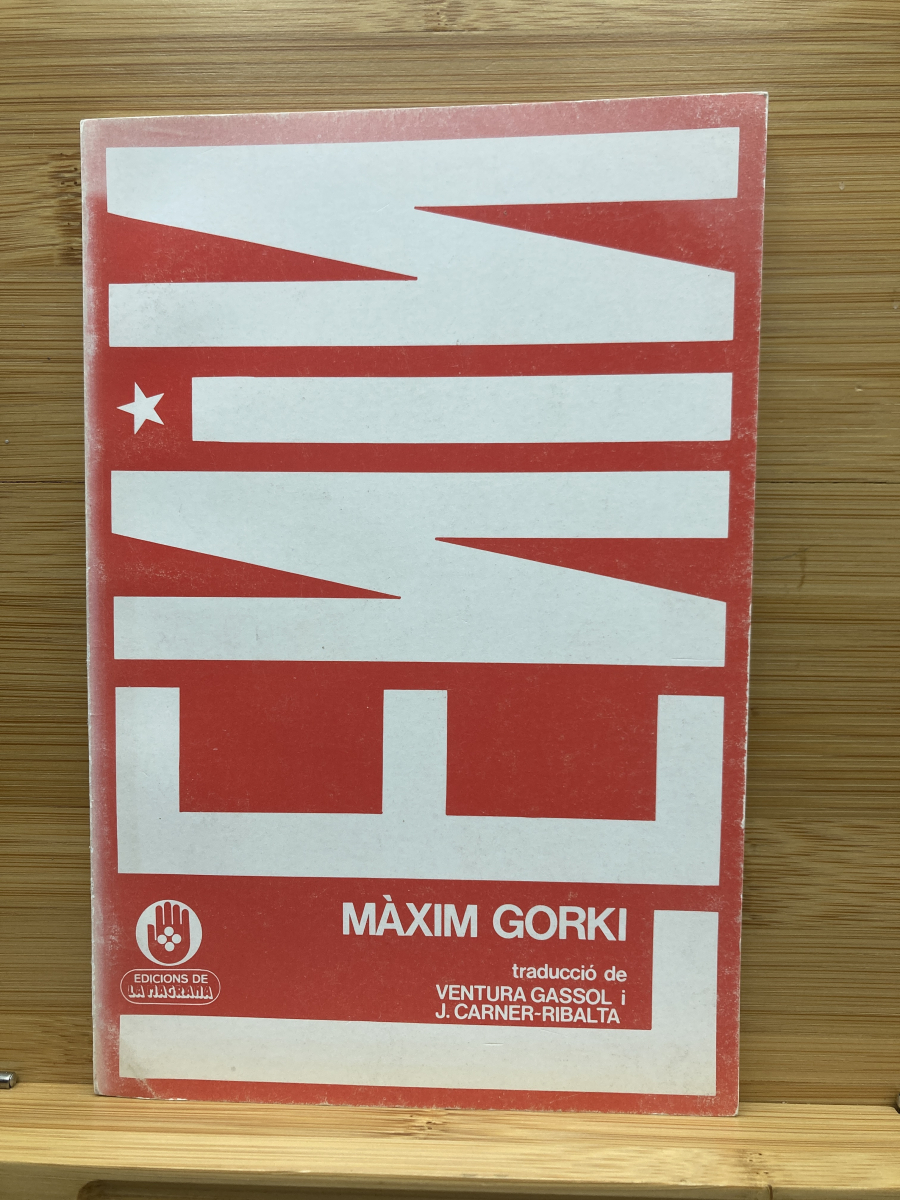 LENIN
MÀXIM GORKI
traducció de
VENTURA GASSOL i
J. CARNER-RIBALTA
EDICIONS DE
LA MAGRANA